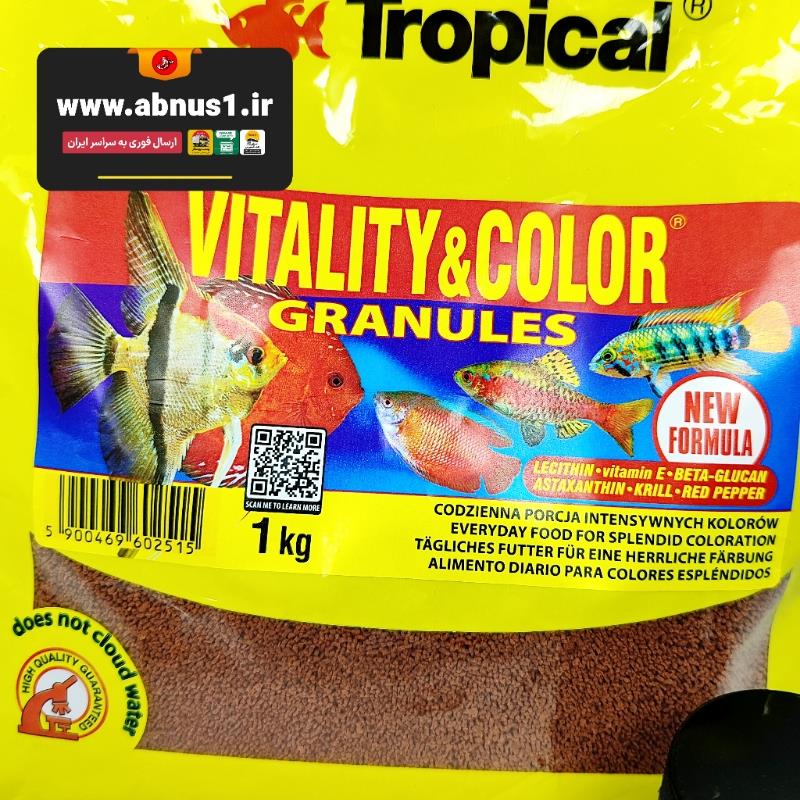 Tropical®
www.abnus1.ir
ارسال فوری به سراسر ایران
VITALITY&COLOR®
GRANULES
NEW
FORMULA
LECITHIN•vitamin E•BETA-GLUCAN
ASTAXANTHIN•KRILL•RED PEPPER
SCAN ME TO LEARN MORE
1 kg
5 900469 602515
CODZIENNA PORCJA INTENSYWNYCH KOLORÓW
EVERYDAY FOOD FOR SPLENDID COLORATION
TÄGLICHES FUTTER FÜR EINE HERRLICHE FÄRBUNG
ALIMENTO DIARIO PARA COLORES ESPLÉNDIDOS
does not cloud water
HIGH QUALITY GUARANTEED